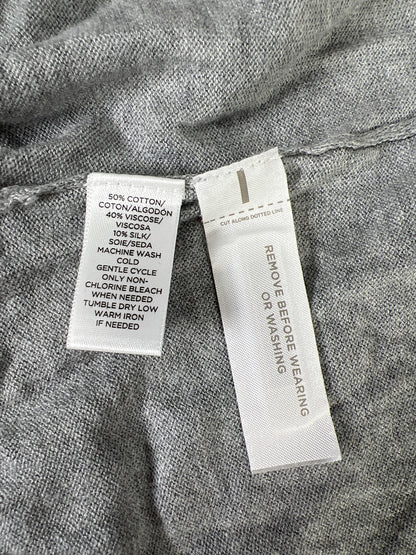 50% COTTON/
COTON/ALGODÓN
40% VISCOSE/
VISCOSA
10% SILK/
SOIE/SEDA
MACHINE WASH
COLD
GENTLE CYCLE
ONLY NON-
CHLORINE BLEACH
WHEN NEEDED
TUMBLE DRY LOW
WARM IRON
IF NEEDED
CUT ALONG DOTTED LINE
REMOVE BEFORE WEARING
OR WASHING